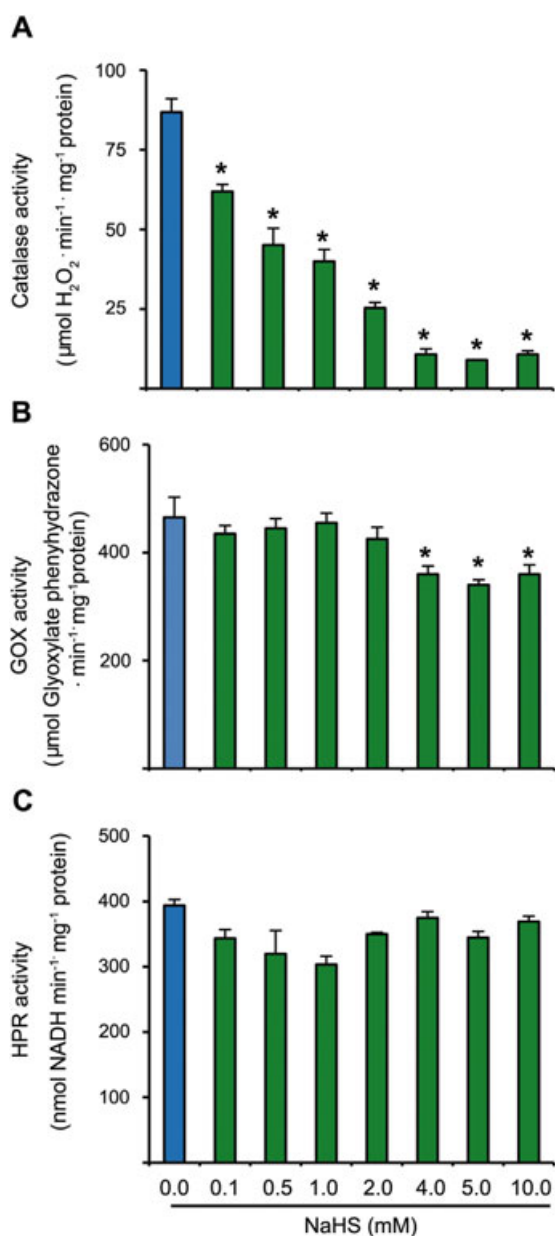 A
Catalase activity
(µmol H₂O₂ · min⁻¹ · mg⁻¹ protein)
100
75
50
25
*
*
*
*
*
*
*
B
GOX activity
(µmol Glyoxylate phenyhydrazone
· min⁻¹· mg⁻¹protein)
600
400
200
*
*
*
C
HPR activity
(nmol NADH min⁻¹· mg⁻¹ protein)
500
400
300
200
100
0.0 0.1 0.5 1.0 2.0 4.0 5.0 10.0
NaHS (mM)